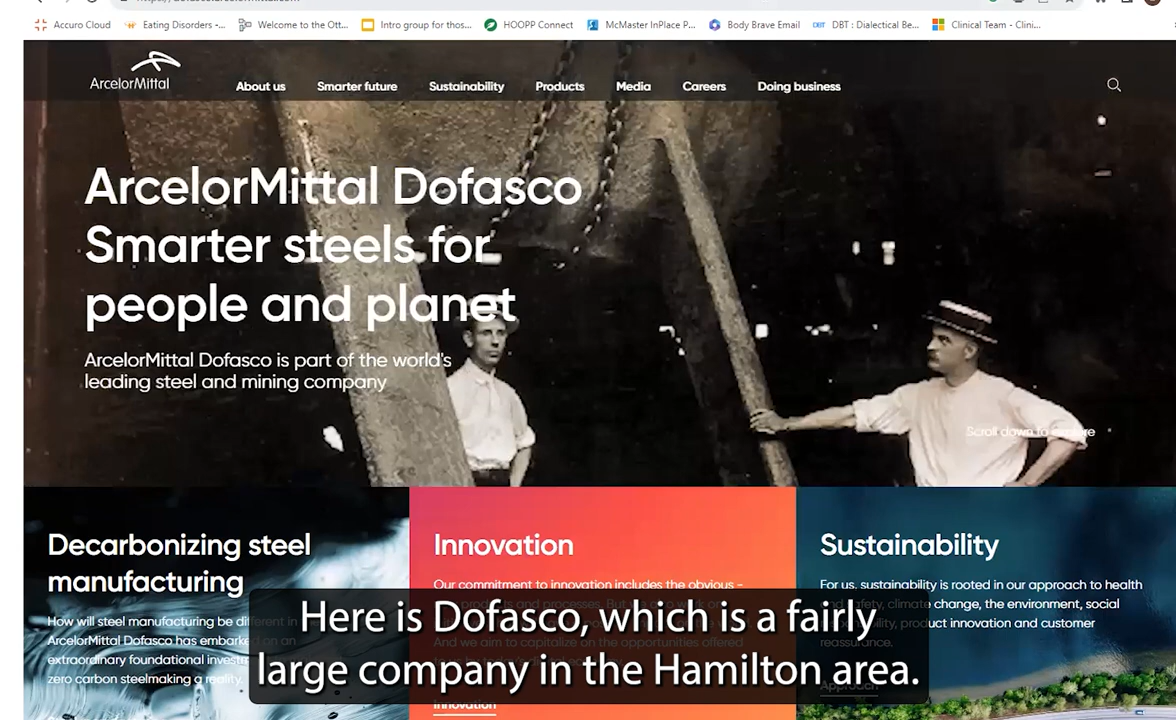 Accuro Cloud
Eating Disorders -...
Welcome to the Ott...
Intro group for thos...
HOOPP Connect
McMaster InPlace P...
Body Brave Email
DBT : Dialectical Be...
Clinical Team - Clini...
ArcelorMittal
About us
Smarter future
Sustainability
Products
Media
Careers
Doing business
ArcelorMittal Dofasco
Smarter steels for
people and planet
ArcelorMittal Dofasco is part of the world's
leading steel and mining company
Scroll down to explore
Decarbonizing steel
manufacturing
How will steel manufacturing be different in
ArcelorMittal Dofasco has embarked on an
extraordinary foundational
zero carbon steelmaking a reality.
Innovation
Our commitment to innovation includes the obvious -
products and processes. But
And we aim to capitalize on the opportunities offered
Innovation
Sustainability
For us, sustainability is rooted in our approach to health
and safety, climate change, the environment, social
product innovation and customer
reassurance.
Approach
Here is Dofasco, which is a fairly
large company in the Hamilton area.